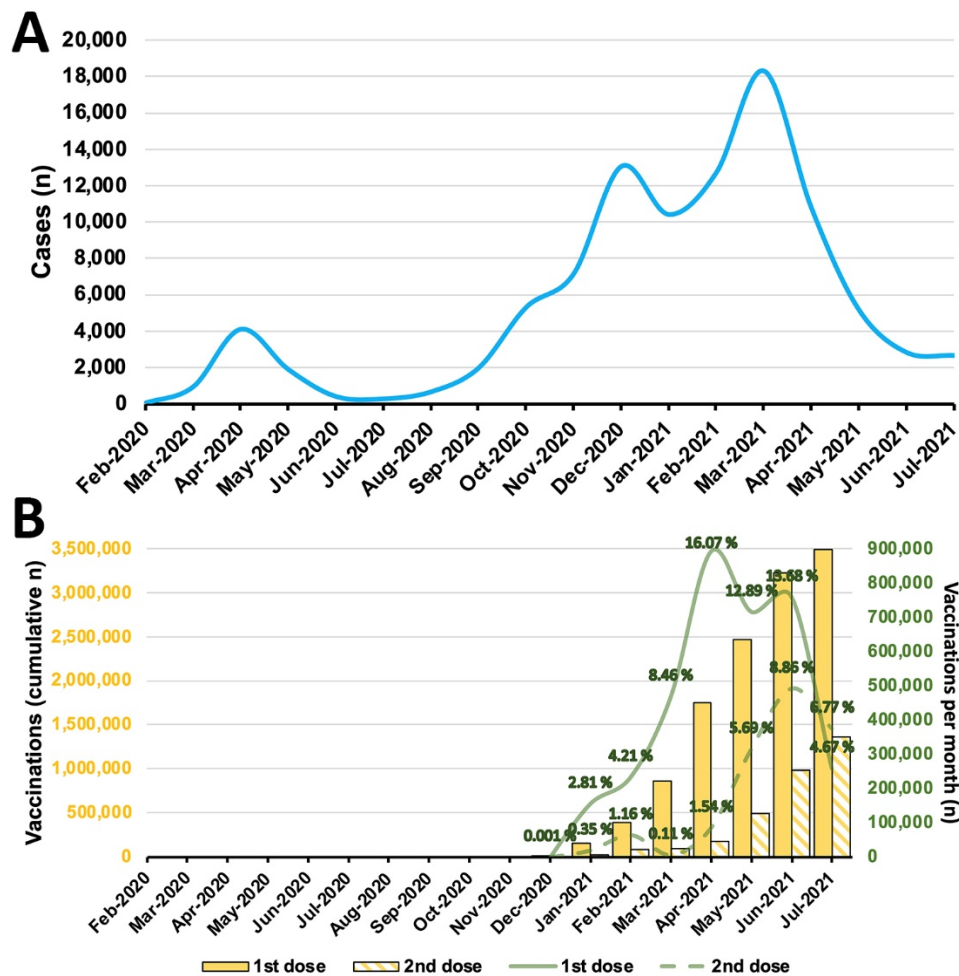 A
20,000
18,000
16,000
14,000
12,000
10,000
8,000
6,000
4,000
2,000
0
Cases (n)
Feb-2020
Mar-2020
Apr-2020
May-2020
Jun-2020
Jul-2020
Aug-2020
Sep-2020
Oct-2020
Nov-2020
Dec-2020
Jan-2021
Feb-2021
Mar-2021
Apr-2021
May-2021
Jun-2021
Jul-2021
B
Vaccinations (cumulative n)
3,500,000
3,000,000
2,500,000
2,000,000
1,500,000
1,000,000
500,000
0
0.001 %
2.81 %
0.35 %
4.21 %
1.16 %
8.46 %
0.11 %
16.07 %
1.54 %
12.89 %
5.69 %
13.68 %
8.86 %
6.77 %
4.67 %
900,000
800,000
700,000
600,000
500,000
400,000
300,000
200,000
100,000
0
Vaccinations per month (n)
Feb-2020
Mar-2020
Apr-2020
May-2020
Jun-2020
Jul-2020
Aug-2020
Sep-2020
Oct-2020
Nov-2020
Dec-2020
Jan-2021
Feb-2021
Mar-2021
Apr-2021
May-2021
Jun-2021
Jul-2021
1st dose 2nd dose 1st dose 2nd dose